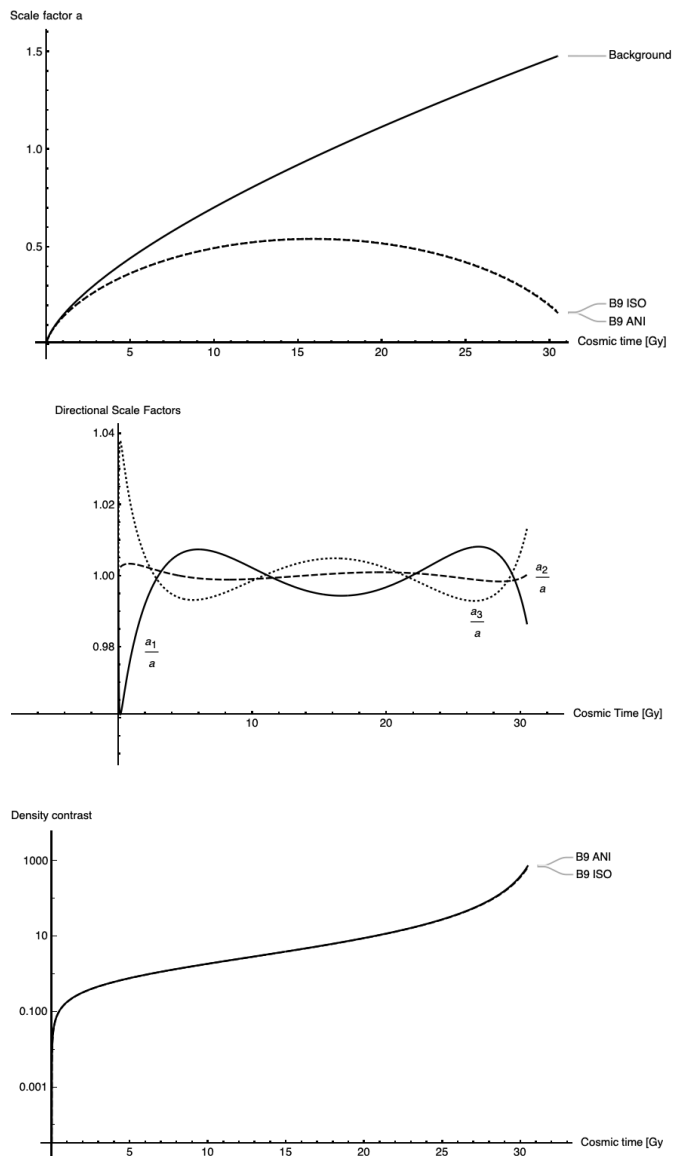 Scale factor a
1.5
Background
1.0
0.5
B9 ISO
B9 ANI
Cosmic time [Gy]
5 10 15 20 25 30
Directional Scale Factors
1.04
1.02
1.00
a2
a
a3
a
0.98
a1
a
Cosmic Time [Gy]
10 20 30
Density contrast
1000
B9 ANI
B9 ISO
10
0.100
0.001
Cosmic time [Gy
5 10 15 20 25 30